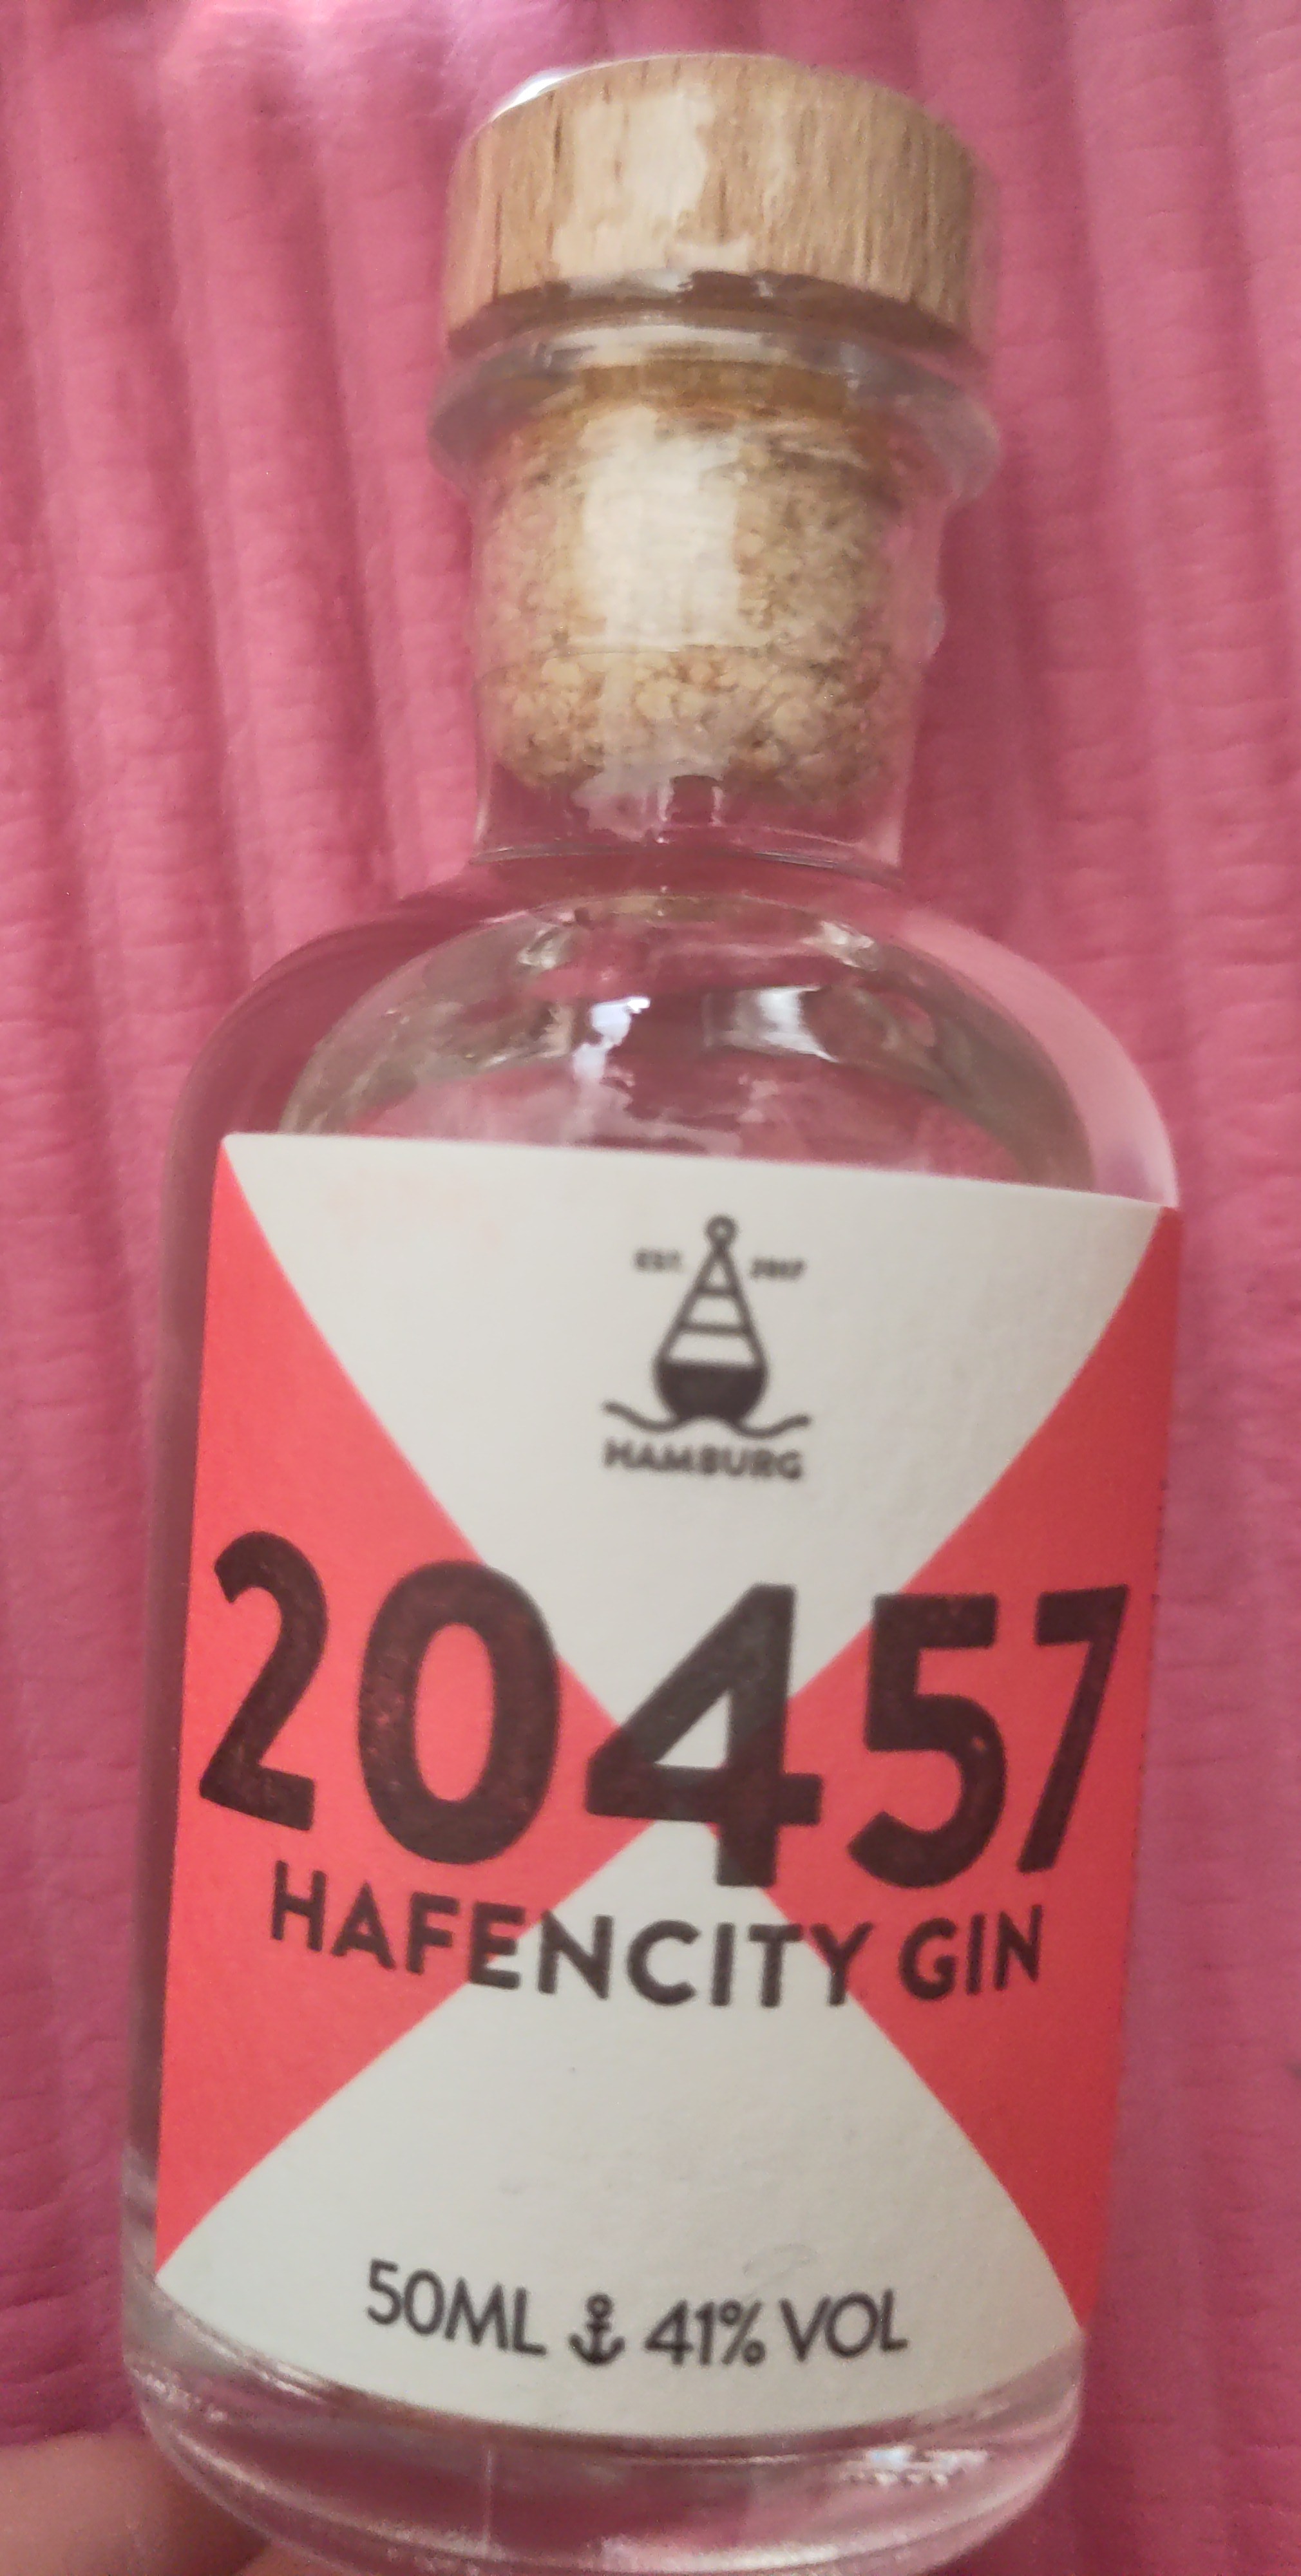 EST. 2017
HAMBURG
20457
HAFENCITY GIN
50ML 41% VOL